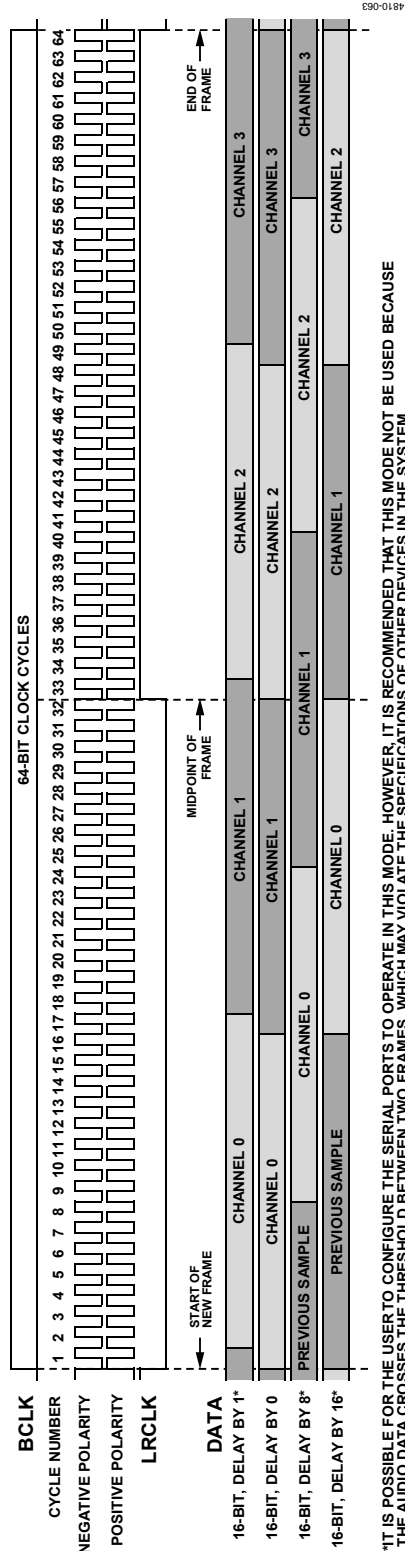 64-BIT CLOCK CYCLES
BCLK
CYCLE NUMBER
1 2 3 4 5 6 7 8 9 10 11 12 13 14 15 16 17 18 19 20 21 22 23 24 25 26 27 28 29 30 31 32 33 34 35 36 37 38 39 40 41 42 43 44 45 46 47 48 49 50 51 52 53 54 55 56 57 58 59 60 61 62 63 64
NEGATIVE POLARITY
POSITIVE POLARITY
LRCLK
START OF
NEW FRAME
MIDPOINT OF
FRAME
END OF
FRAME
DATA
16-BIT, DELAY BY 1*
CHANNEL 0
CHANNEL 1
CHANNEL 2
CHANNEL 3
16-BIT, DELAY BY 0
CHANNEL 0
CHANNEL 1
CHANNEL 2
CHANNEL 3
16-BIT, DELAY BY 8*
PREVIOUS SAMPLE
CHANNEL 0
CHANNEL 1
CHANNEL 2
CHANNEL 3
16-BIT, DELAY BY 16*
PREVIOUS SAMPLE
CHANNEL 0
CHANNEL 1
CHANNEL 2
*IT IS POSSIBLE FOR THE USER TO CONFIGURE THE SERIAL PORTS TO OPERATE IN THIS MODE. HOWEVER, IT IS RECOMMENDED THAT THIS MODE NOT BE USED BECAUSE
THE AUDIO DATA CROSSES THE THRESHOLD BETWEEN TWO FRAMES, WHICH MAY VIOLATE THE SPECIFICATIONS OF OTHER DEVICES IN THE SYSTEM.
4810-063